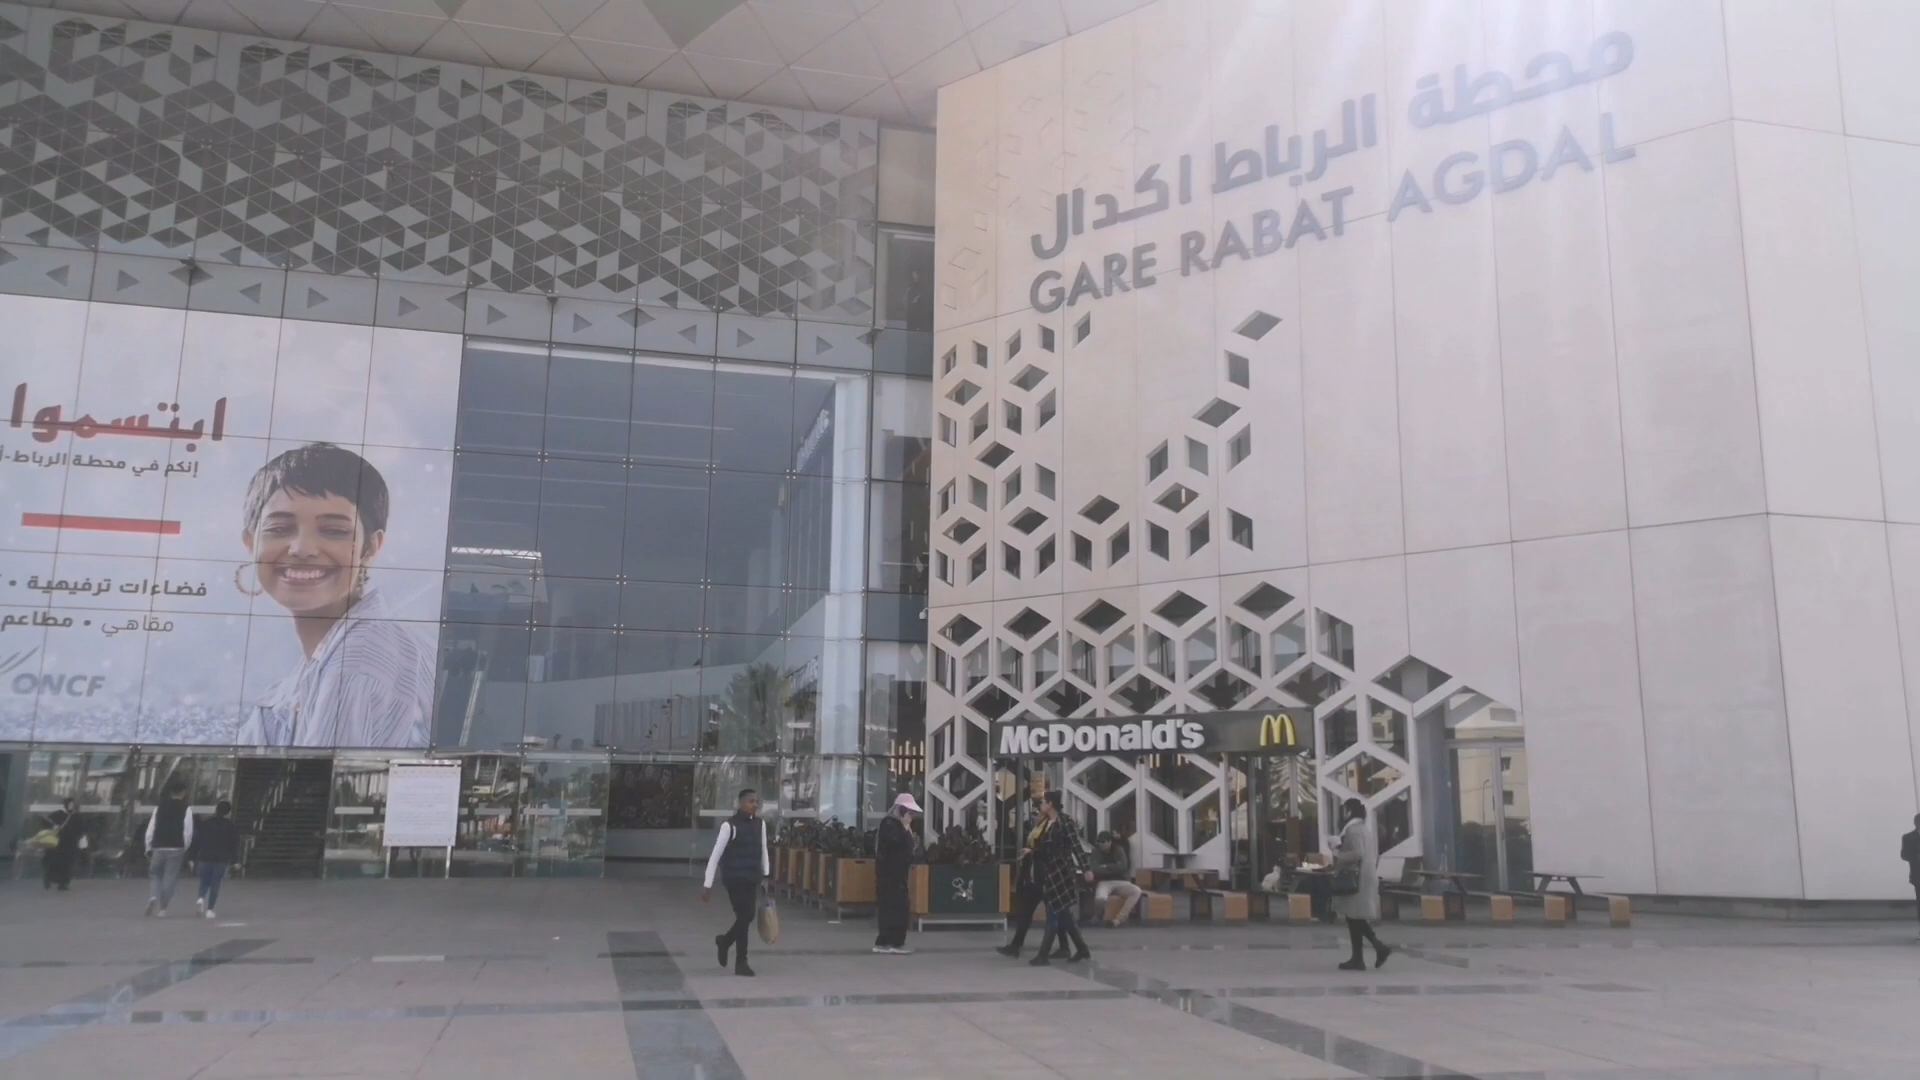 محطة الرباط اكدال
GARE RABAT AGDAL
ابتسموا
إنكم في محطة الرباط-أ
فضاءات ترفيهية •
مقاهي • مطاعم
ONCF
McDonald's